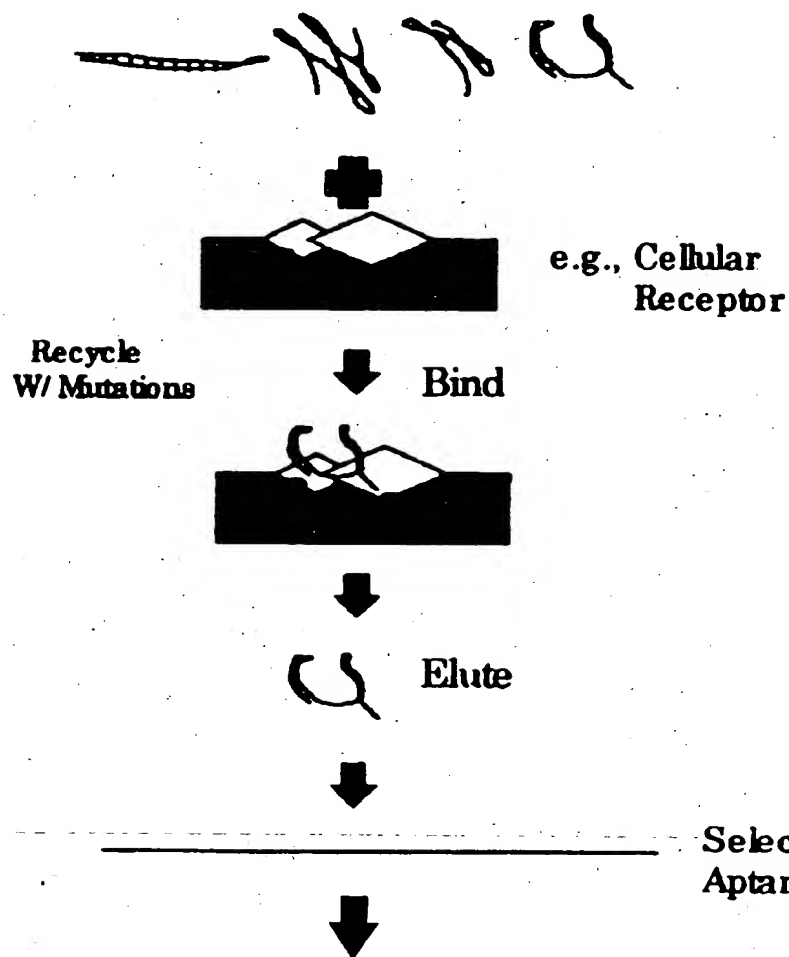 e.g., Cellular
Receptor
Recycle
W/ Mutations
Bind
Elute
Selec
Aptar